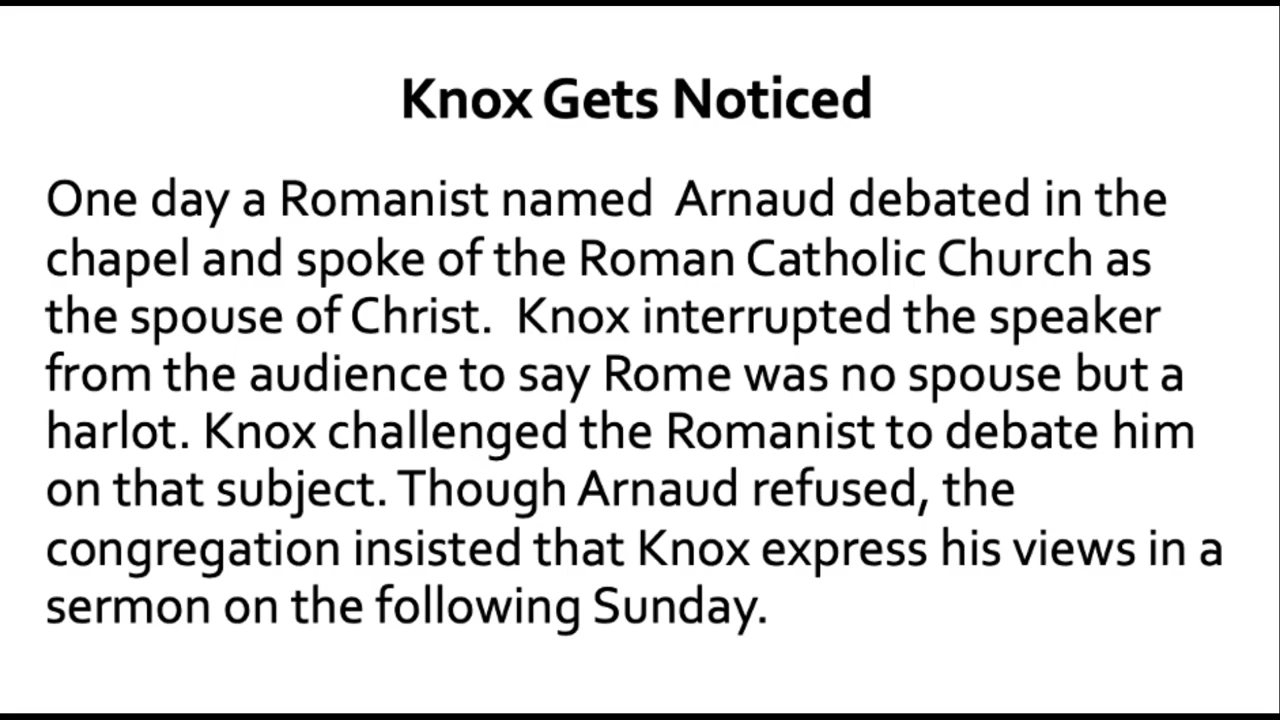 Knox Gets Noticed
One day a Romanist named  Arnaud debated in the
chapel and spoke of the Roman Catholic Church as
the spouse of Christ.  Knox interrupted the speaker
from the audience to say Rome was no spouse but a
harlot. Knox challenged the Romanist to debate him
on that subject. Though Arnaud refused, the
congregation insisted that Knox express his views in a
sermon on the following Sunday.